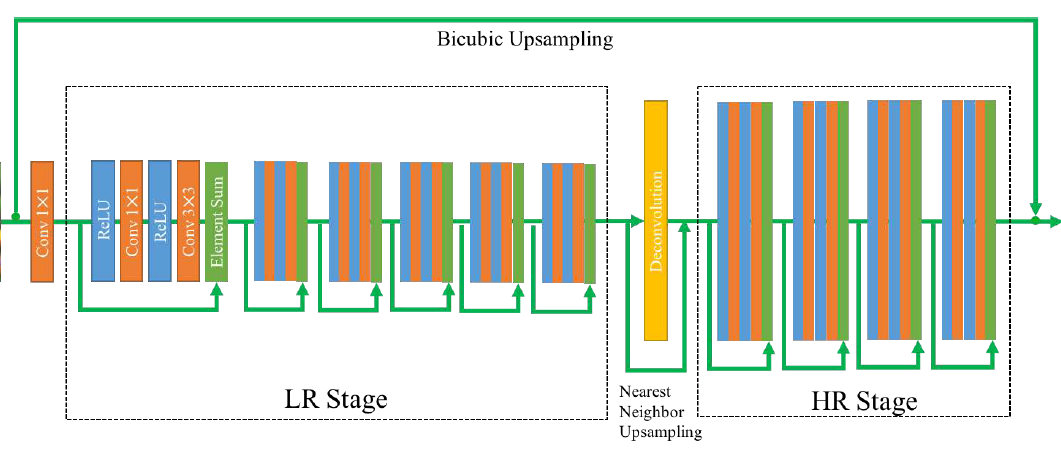 Bicubic Upsampling
Conv 1×1
ReLU
Conv 1×1
ReLU
Conv 3×3
Element Sum
Deconvolution
LR Stage
Nearest
Neighbor
Upsampling
HR Stage